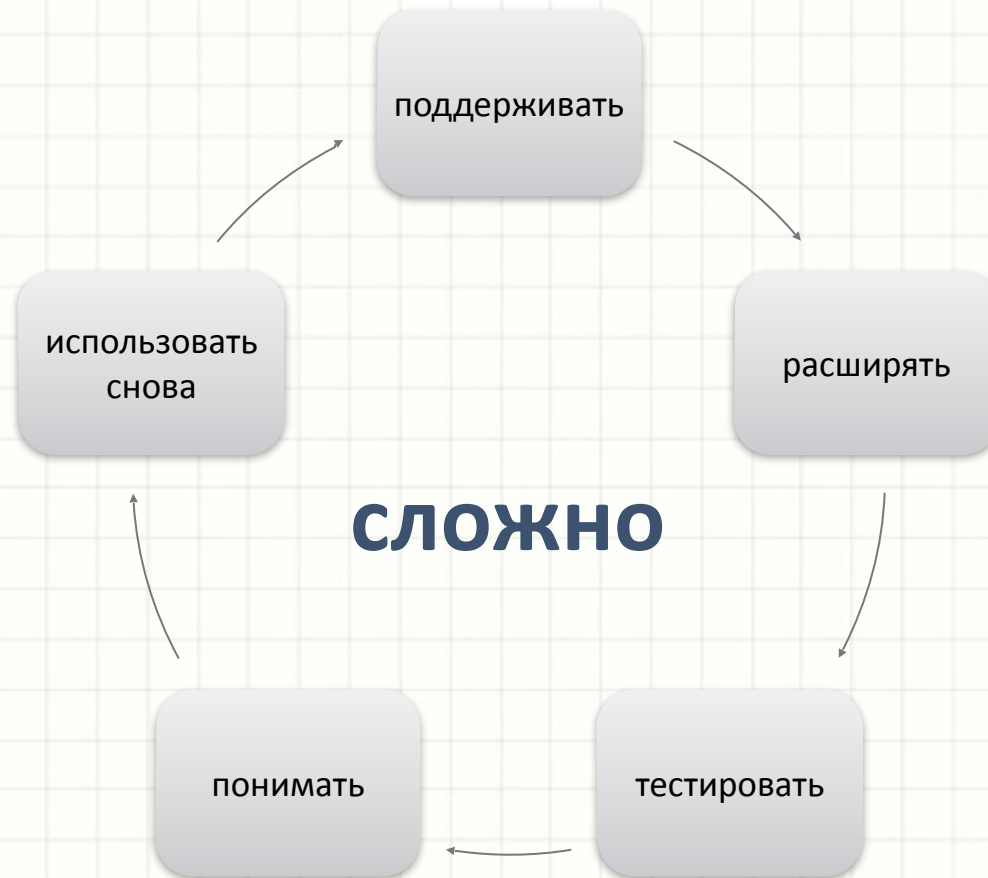 поддерживать
использовать
снова
расширять
сложно
понимать
тестировать